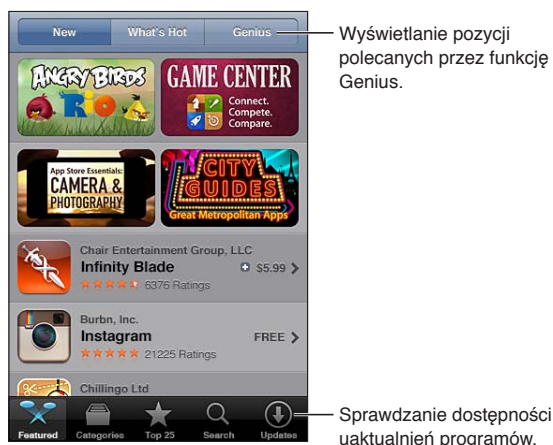 New What's Hot Genius
Wyświetlanie pozycji
polecanych przez funkcję
Genius.
ANGRY BIRDS
RIO
GAME CENTER
Connect.
Compete.
Compare.
App Store Essentials:
CAMERA &
PHOTOGRAPHY
CITY
GUIDES
Great Metropolitan Apps
Chair Entertainment Group, LLC
Infinity Blade $5.99
6376 Ratings
Burbn, Inc.
Instagram FREE
21225 Ratings
Chillingo Ltd
Featured Categories Top 25 Search Updates
Sprawdzanie dostępności
uaktualnień programów.